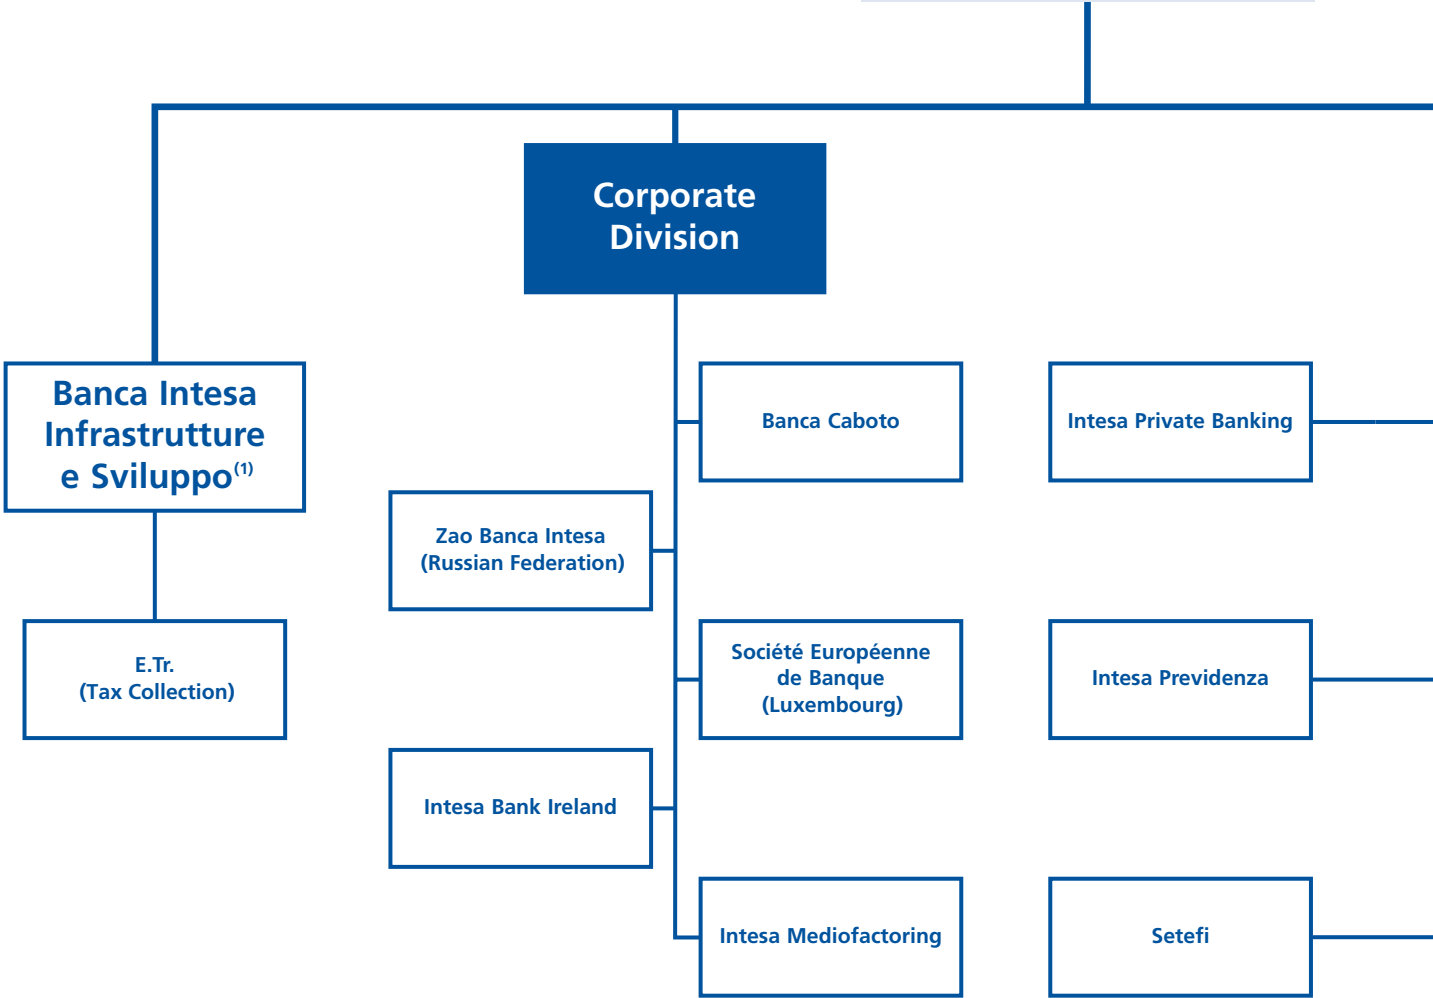 Corporate
Division
Banca Intesa
Infrastrutture
e Sviluppo(1)
Banca Caboto
Intesa Private Banking
Zao Banca Intesa
(Russian Federation)
E.Tr.
(Tax Collection)
Société Européenne
de Banque
(Luxembourg)
Intesa Previdenza
Intesa Bank Ireland
Intesa Mediofactoring
Setefi